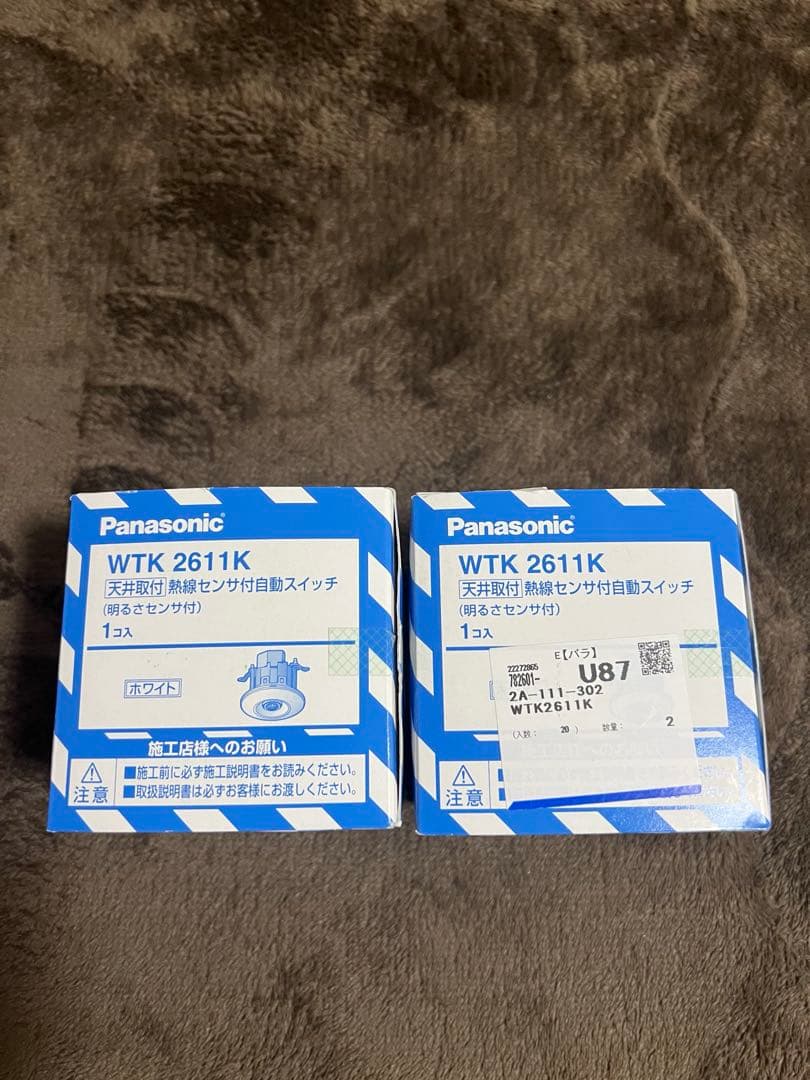 Panasonic
WTK 2611K
天井取付 熱線センサ付自動スイッチ
(明るさセンサ付)
1コ入
ホワイト
施工店様へのお願い
注意
■施工前に必ず施工説明書をお読みください。
■取扱説明書は必ずお客様にお渡しください。
Panasonic
WTK 2611K
天井取付 熱線センサ付自動スイッチ
(明るさセンサ付)
1コ入
E【バラ】
22272865
782601-
U87
2A-111-302
WTK2611K
(入数: 20 ) 数量: 2
注意